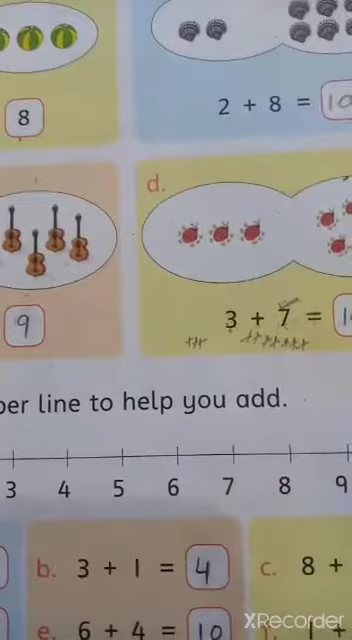 8
2 + 8 = 10
d.
9
3 + 7 = 1
per line to help you add.
3 4 5 6 7 8 9
b. 3 + 1 = 4
c. 8 +
e. 6 + 4 = 10
XRecorder